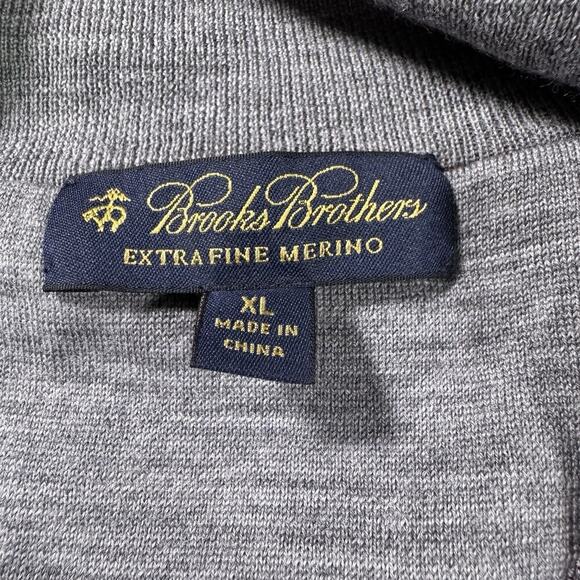 Brooks Brothers
EXTRAFINE MERINO
XL
MADE IN
CHINA